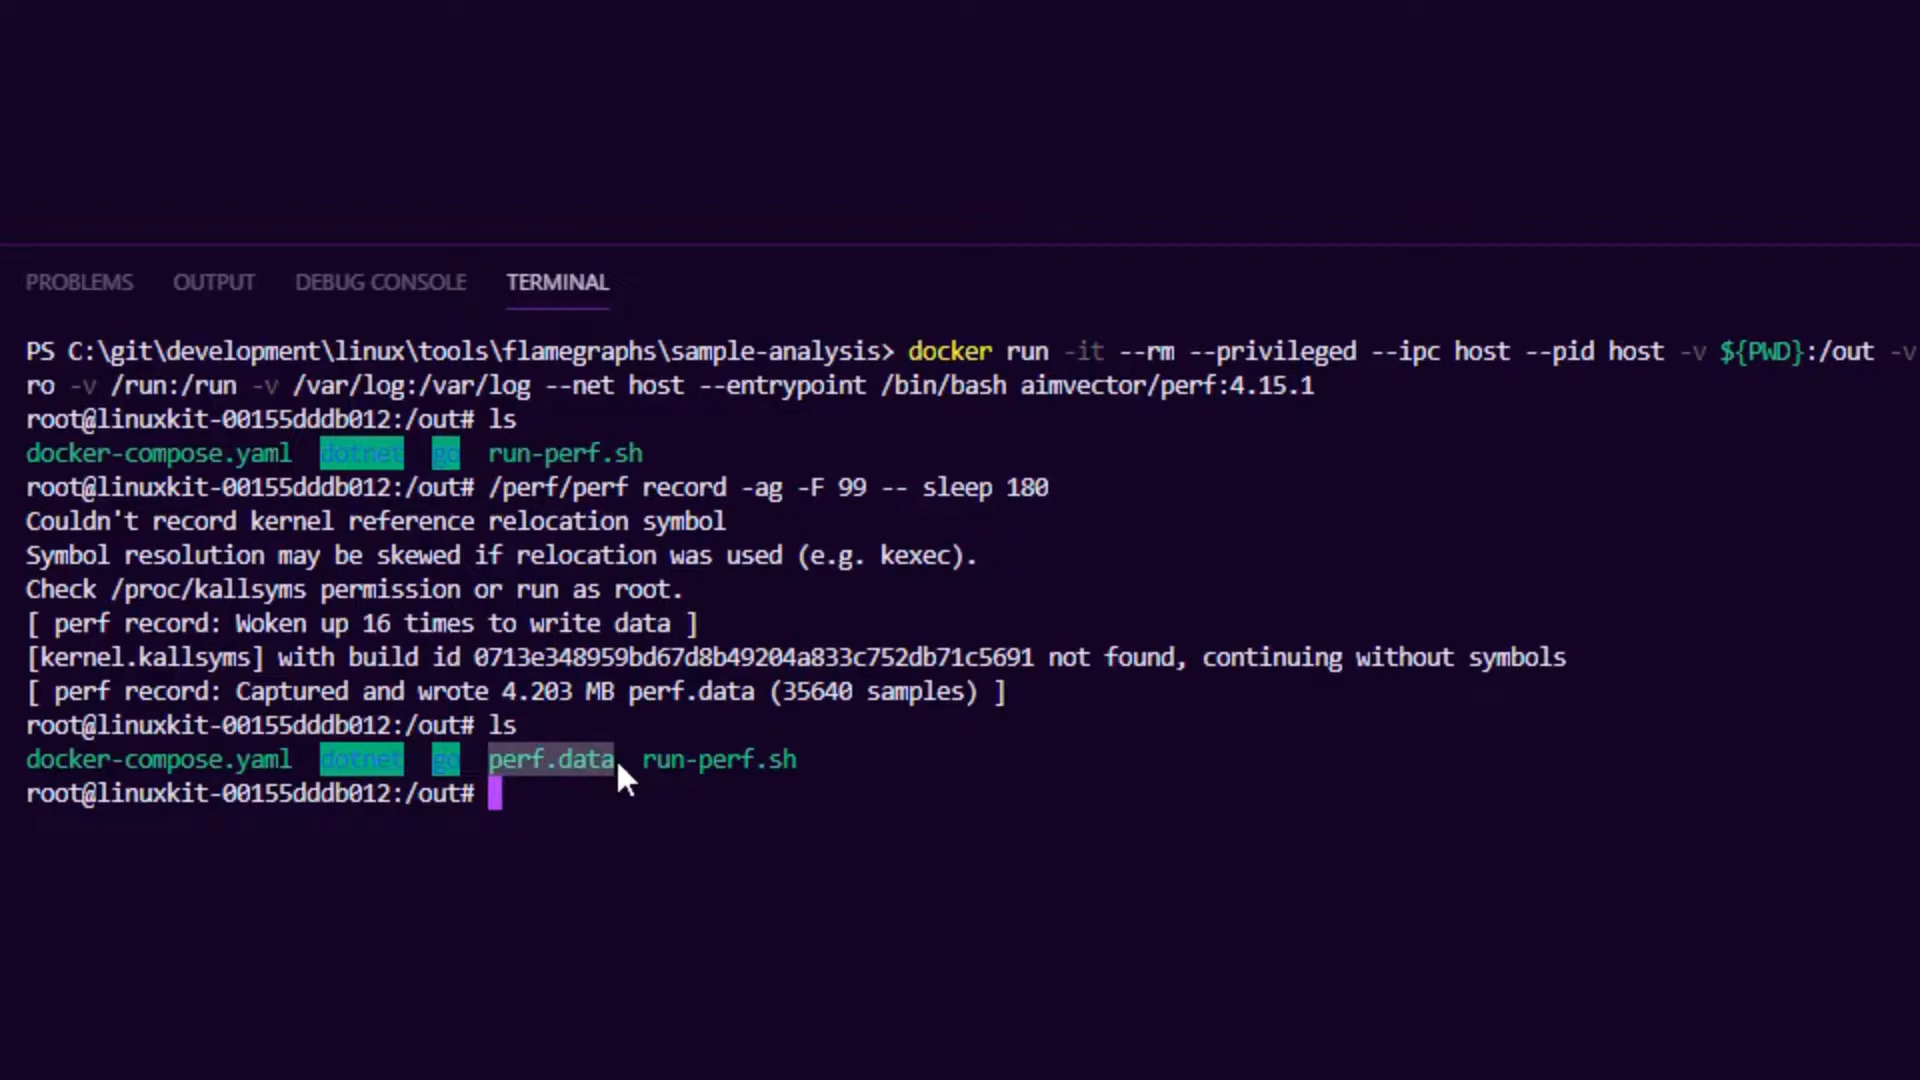 PROBLEMS OUTPUT DEBUG CONSOLE TERMINAL
PS C:\git\development\linux\tools\flamegraphs\sample-analysis> docker run -it --rm --privileged --ipc host --pid host -v ${PWD}:/out -v
ro -v /run:/run -v /var/log:/var/log --net host --entrypoint /bin/bash aimvector/perf:4.15.1
root@linuxkit-00155dddb012:/out# ls
docker-compose.yaml dotnet go run-perf.sh
root@linuxkit-00155dddb012:/out# /perf/perf record -ag -F 99 -- sleep 180
Couldn't record kernel reference relocation symbol
Symbol resolution may be skewed if relocation was used (e.g. kexec).
Check /proc/kallsyms permission or run as root.
[ perf record: Woken up 16 times to write data ]
[kernel.kallsyms] with build id 0713e348959bd67d8b49204a833c752db71c5691 not found, continuing without symbols
[ perf record: Captured and wrote 4.203 MB perf.data (35640 samples) ]
root@linuxkit-00155dddb012:/out# ls
docker-compose.yaml dotnet go perf.data run-perf.sh
root@linuxkit-00155dddb012:/out#